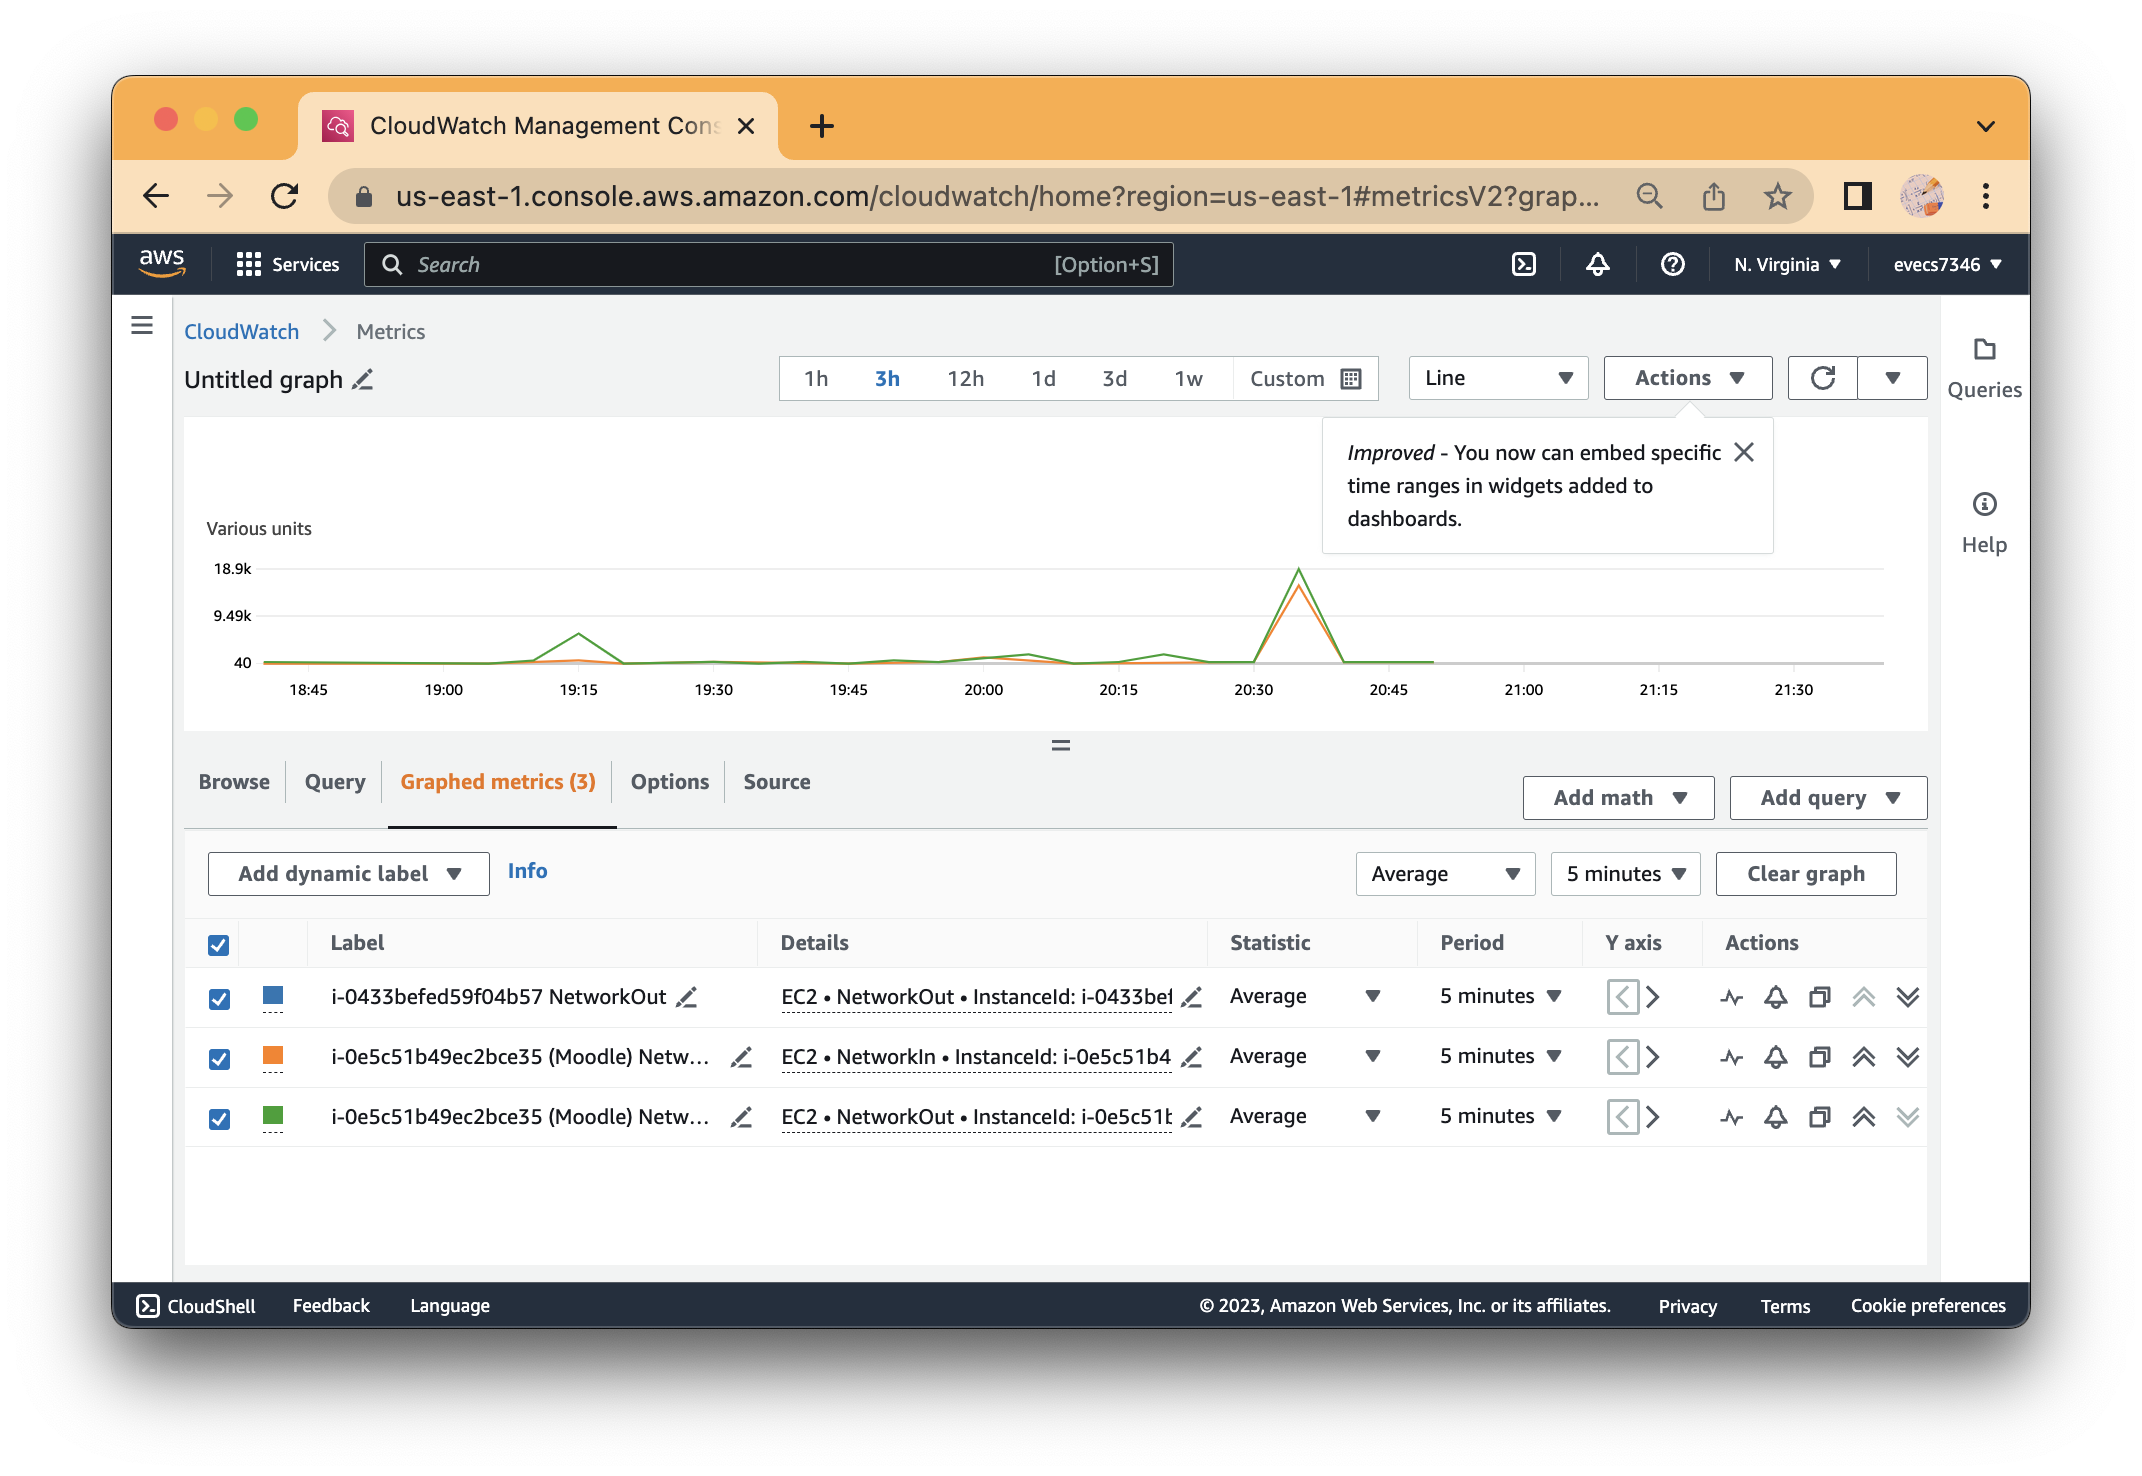 CloudWatch Management Cons
us-east-1.console.aws.amazon.com/cloudwatch/home?region=us-east-1#metricsV2?grap...
aws
Services
Search
[Option+S]
N. Virginia
evecs7346
CloudWatch
Metrics
Untitled graph
1h
3h
12h
1d
3d
1w
Custom
Line
Actions
Queries
Help
Improved - You now can embed specific
time ranges in widgets added to
dashboards.
Various units
18.9k
9.49k
40
18:45
19:00
19:15
19:30
19:45
20:00
20:15
20:30
20:45
21:00
21:15
21:30
Browse
Query
Graphed metrics (3)
Options
Source
Add math
Add query
Add dynamic label
Info
Average
5 minutes
Clear graph
Label
Details
Statistic
Period
Y axis
Actions
i-0433befed59f04b57 NetworkOut
EC2 • NetworkOut • InstanceId: i-0433bef
Average
5 minutes
i-0e5c51b49ec2bce35 (Moodle) Netw...
EC2 • NetworkIn • InstanceId: i-0e5c51b4
Average
5 minutes
i-0e5c51b49ec2bce35 (Moodle) Netw...
EC2 • NetworkOut • InstanceId: i-0e5c51b
Average
5 minutes
CloudShell
Feedback
Language
© 2023, Amazon Web Services, Inc. or its affiliates.
Privacy
Terms
Cookie preferences